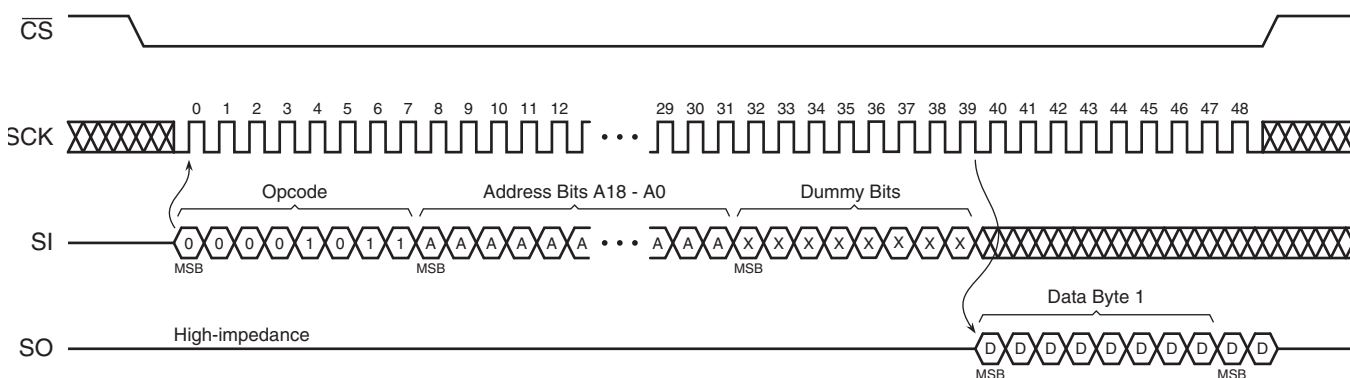 CS
0 1 2 3 4 5 6 7 8 9 10 11 12 29 30 31 32 33 34 35 36 37 38 39 40 41 42 43 44 45 46 47 48
SCK •••
Opcode Address Bits A18 - A0 Dummy Bits
SI 0 0 0 0 1 0 1 1 A A A A A A ••• A A A X X X X X X X X
MSB MSB MSB
Data Byte 1
High-impedance
SO D D D D D D D D D D
MSB MSB